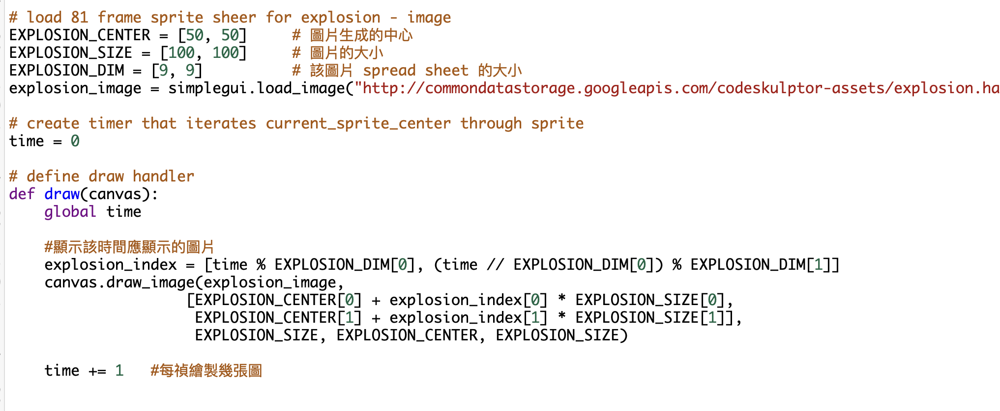 # load 81 frame sprite sheer for explosion - image
EXPLOSION_CENTER = [50, 50]     # 圖片生成的中心
EXPLOSION_SIZE = [100, 100]     # 圖片的大小
EXPLOSION_DIM = [9, 9]          # 該圖片 spread sheet 的大小
explosion_image = simplegui.load_image("http://commondatastorage.googleapis.com/codeskulptor-assets/explosion.ha
# create timer that iterates current_sprite_center through sprite
time = 0
# define draw handler
def draw(canvas):
    global time
    #顯示該時間應顯示的圖片
    explosion_index = [time % EXPLOSION_DIM[0], (time // EXPLOSION_DIM[0]) % EXPLOSION_DIM[1]]
    canvas.draw_image(explosion_image,
                    [EXPLOSION_CENTER[0] + explosion_index[0] * EXPLOSION_SIZE[0],
                     EXPLOSION_CENTER[1] + explosion_index[1] * EXPLOSION_SIZE[1]],
                     EXPLOSION_SIZE, EXPLOSION_CENTER, EXPLOSION_SIZE)
    time += 1   #每禎繪製幾張圖